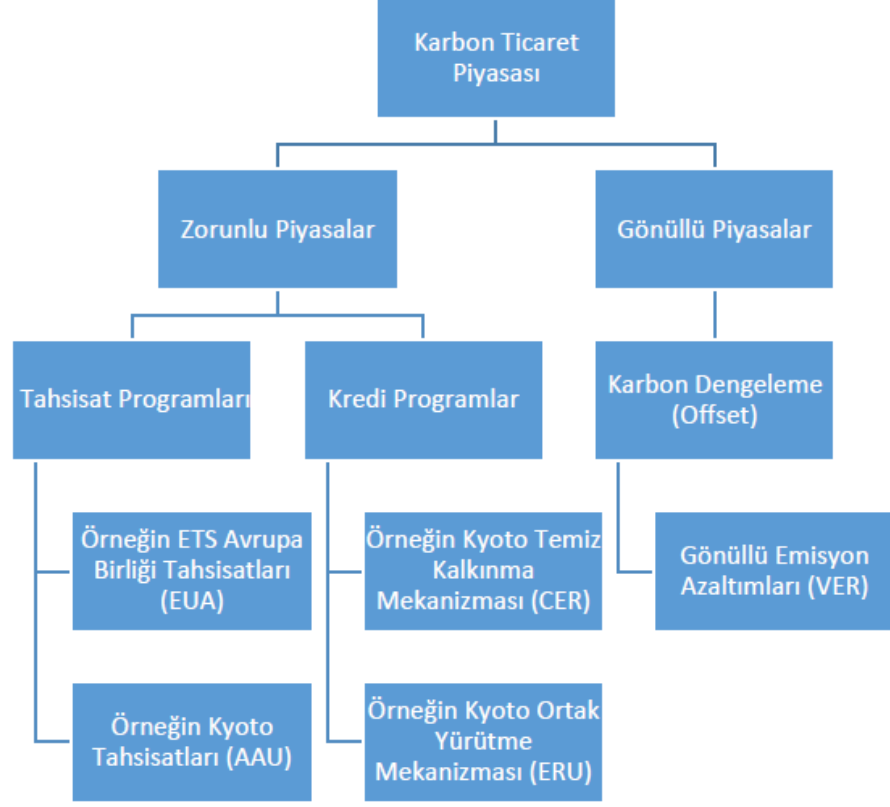 Karbon Ticaret
Piyasası
Zorunlu Piyasalar
Gönüllü Piyasalar
Tahsisat Programları
Kredi Programlar
Karbon Dengeleme
(Offset)
Örneğin ETS Avrupa
Birliği Tahsisatları
(EUA)
Örneğin Kyoto Temiz
Kalkınma
Mekanizması (CER)
Gönüllü Emisyon
Azaltımları (VER)
Örneğin Kyoto
Tahsisatları (AAU)
Örneğin Kyoto Ortak
Yürütme
Mekanizması (ERU)